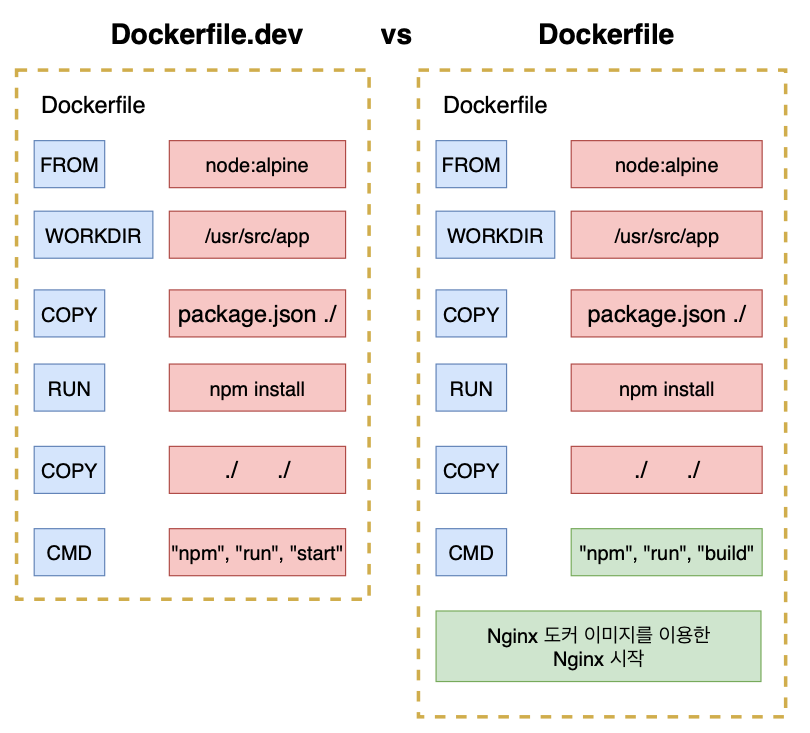 Dockerfile.dev vs Dockerfile
Dockerfile
FROM node:alpine
WORKDIR /usr/src/app
COPY package.json ./
RUN npm install
COPY ./ ./
CMD "npm", "run", "start"
Dockerfile
FROM node:alpine
WORKDIR /usr/src/app
COPY package.json ./
RUN npm install
COPY ./ ./
CMD "npm", "run", "build"
Nginx 도커 이미지를 이용한
Nginx 시작